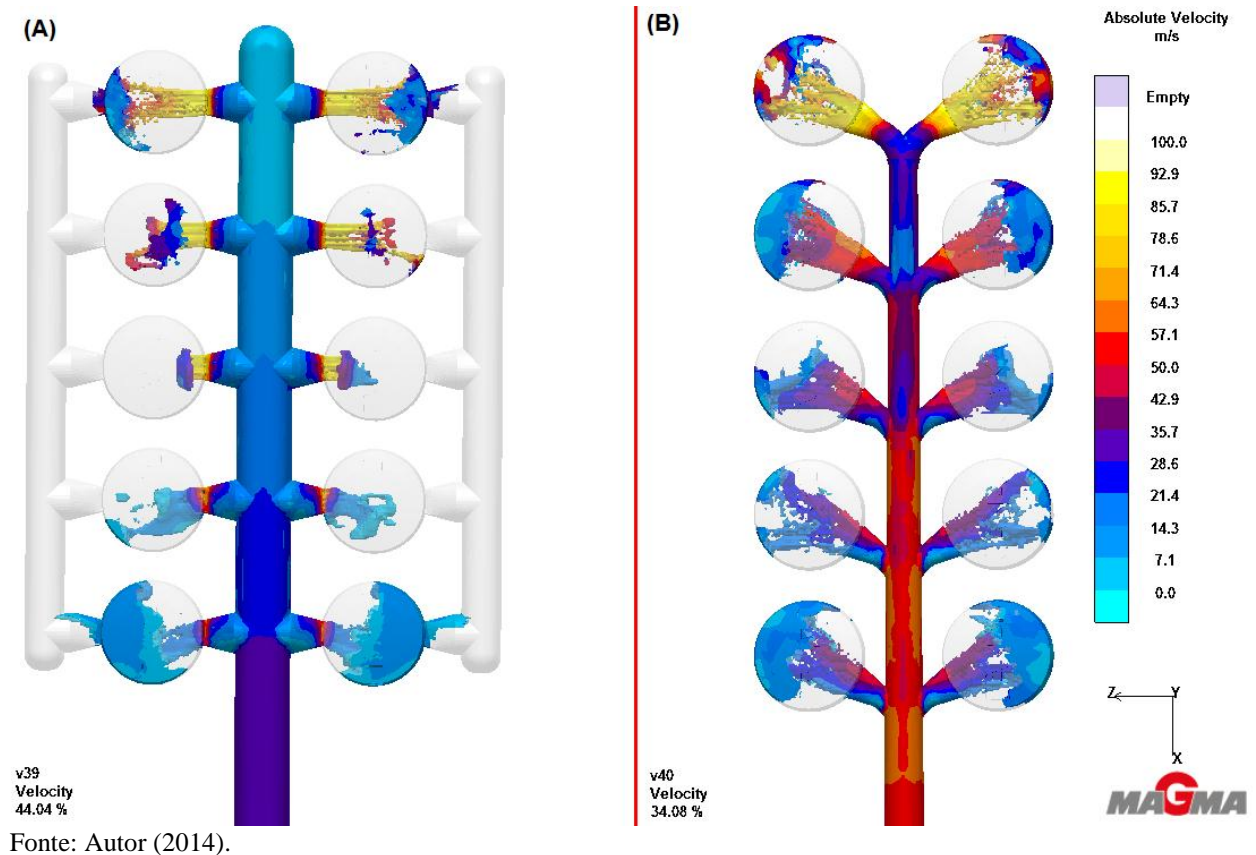 (A)
(B)
Absolute Velocity
m/s
Empty
100.0
92.9
85.7
78.6
71.4
64.3
57.1
50.0
42.9
35.7
28.6
21.4
14.3
7.1
0.0
Z
Y
X
v39
Velocity
44.04 %
v40
Velocity
34.08 %
MAGMA
Fonte: Autor (2014).